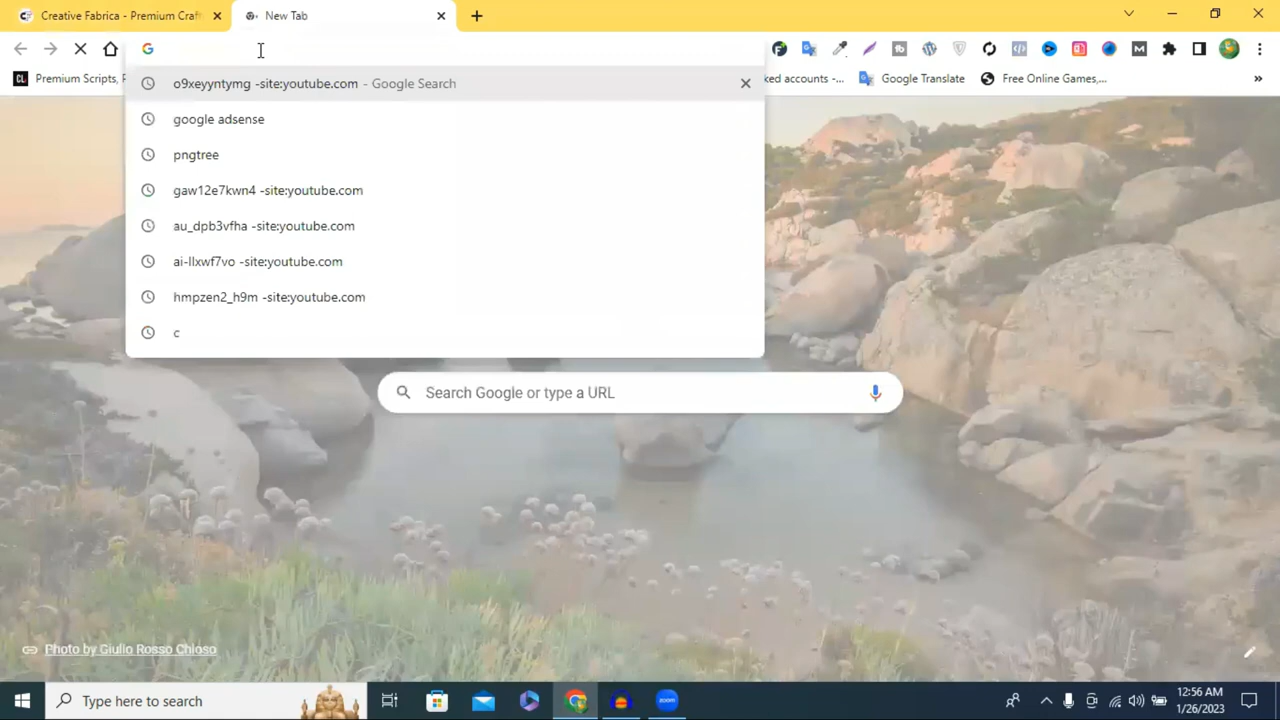 Creative Fabrica - Premium Craf
New Tab
Premium Scripts, P
ked accounts -...
Google Translate
Free Online Games,...
»
o9xeyyntymg -site:youtube.com - Google Search
google adsense
pngtree
gaw12e7kwn4 -site:youtube.com
au_dpb3vfha -site:youtube.com
ai-llxwf7vo -site:youtube.com
hmpzen2_h9m -site:youtube.com
c
Search Google or type a URL
Photo by Giulio Rosso Chioso
Type here to search
zoom
12:56 AM
1/26/2023